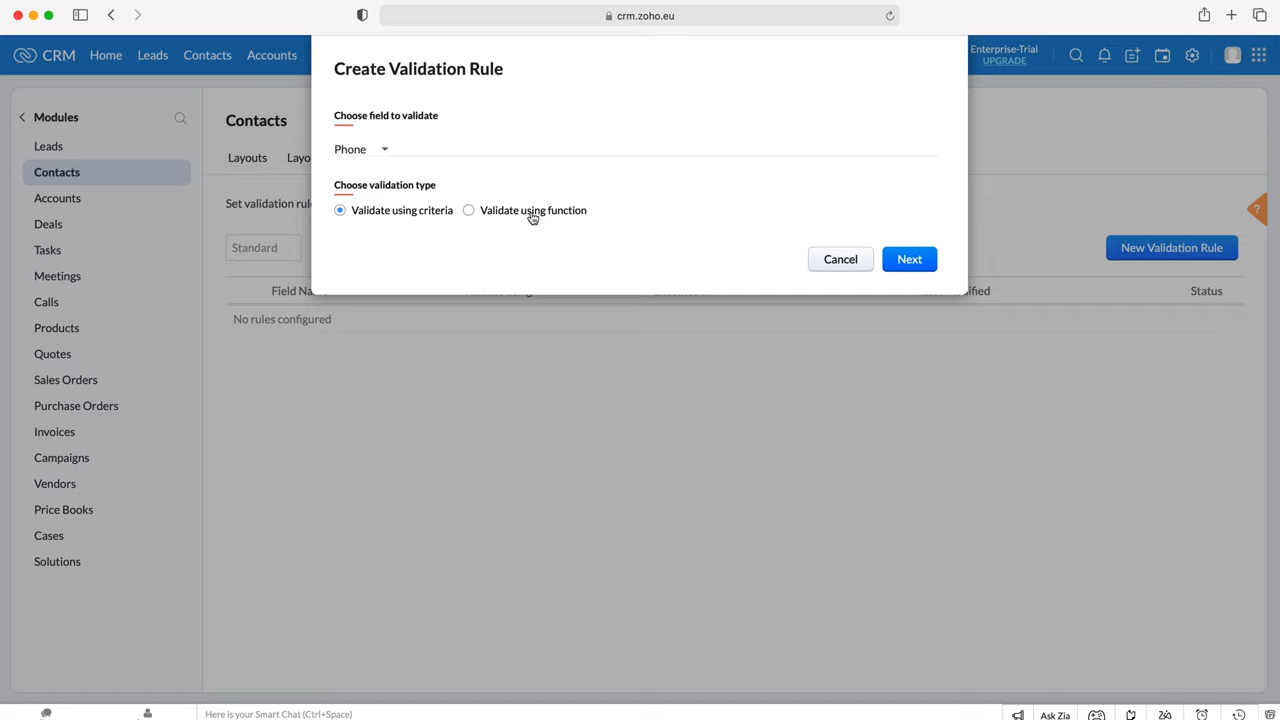 crm.zoho.eu
CRM
Home
Leads
Contacts
Accounts
Enterprise-Trial
UPGRADE
Create Validation Rule
Choose field to validate
Phone
Choose validation type
Validate using criteria
Validate using function
Cancel
Next
Modules
Leads
Contacts
Accounts
Deals
Tasks
Meetings
Calls
Products
Quotes
Sales Orders
Purchase Orders
Invoices
Campaigns
Vendors
Price Books
Cases
Solutions
Contacts
Layouts
Layo
Set validation rul
Standard
New Validation Rule
?
Field Na
Status
No rules configured
Here is your Smart Chat (Ctrl+Space)
Ask Zia